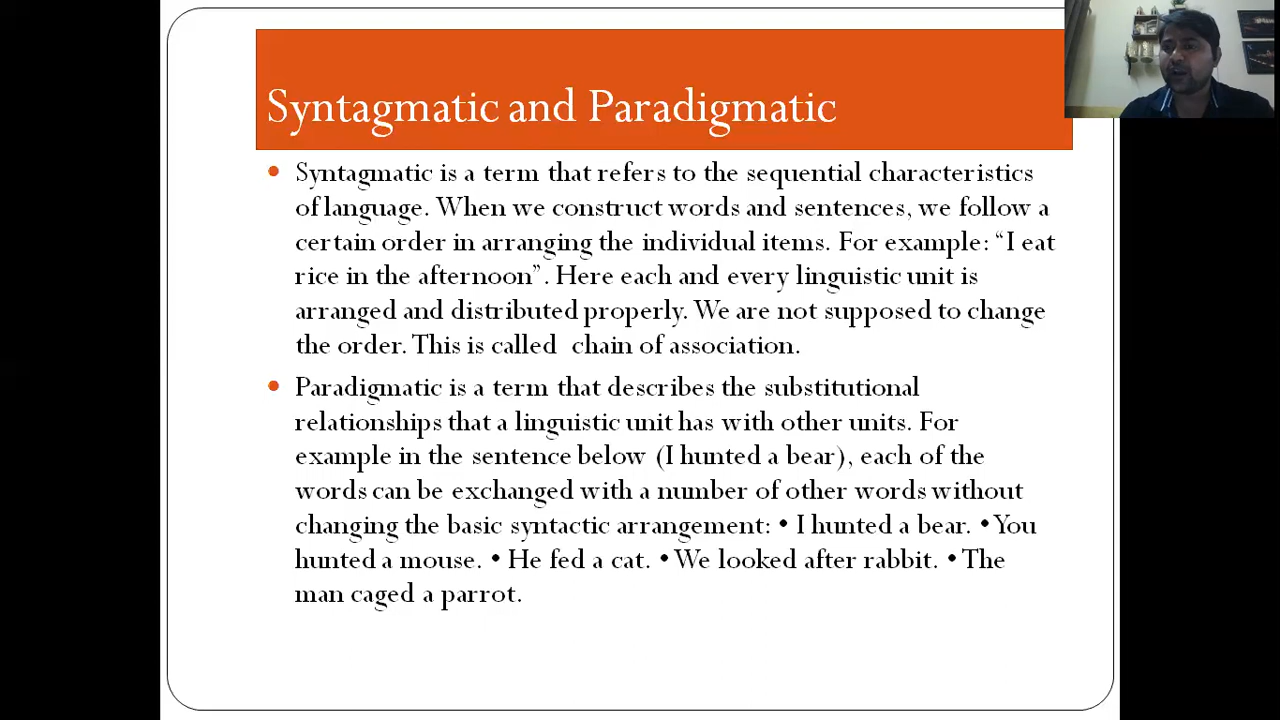 Syntagmatic and Paradigmatic
• Syntagmatic is a term that refers to the sequential characteristics
of language. When we construct words and sentences, we follow a
certain order in arranging the individual items. For example: “I eat
rice in the afternoon”. Here each and every linguistic unit is
arranged and distributed properly. We are not supposed to change
the order. This is called chain of association.
• Paradigmatic is a term that describes the substitutional
relationships that a linguistic unit has with other units. For
example in the sentence below (I hunted a bear), each of the
words can be exchanged with a number of other words without
changing the basic syntactic arrangement: • I hunted a bear. • You
hunted a mouse. • He fed a cat. • We looked after rabbit. • The
man caged a parrot.